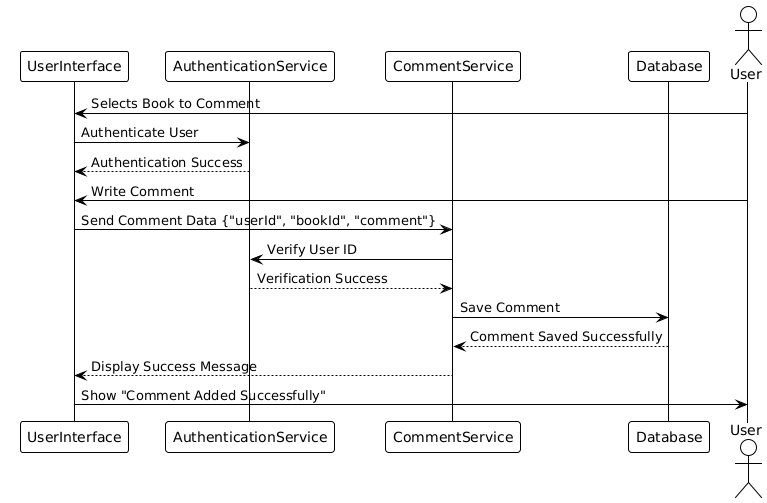 User
UserInterface
AuthenticationService
CommentService
Database
Selects Book to Comment
Authenticate User
Authentication Success
Write Comment
Send Comment Data {"userId", "bookId", "comment"}
Verify User ID
Verification Success
Save Comment
Comment Saved Successfully
Display Success Message
Show "Comment Added Successfully"
UserInterface
AuthenticationService
CommentService
Database
User